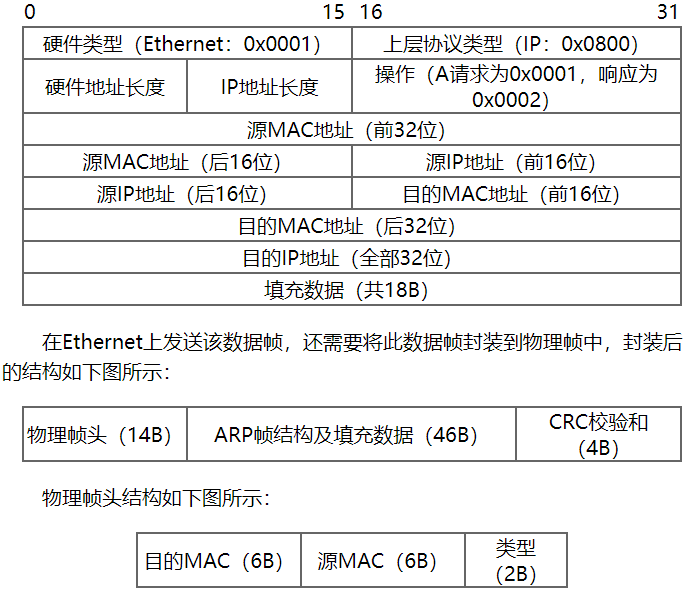 0 15 16 31
硬件类型（Ethernet：0x0001） 上层协议类型（IP：0x0800）
硬件地址长度 IP地址长度 操作（A请求为0x0001，响应为
0x0002）
源MAC地址（前32位）
源MAC地址（后16位） 源IP地址（前16位）
源IP地址（后16位） 目的MAC地址（前16位）
目的MAC地址（后32位）
目的IP地址（全部32位）
填充数据（共18B）
在Ethernet上发送该数据帧，还需要将此数据帧封装到物理帧中，封装后
的结构如下图所示：
物理帧头（14B） ARP帧结构及填充数据（46B） CRC校验和
（4B）
物理帧头结构如下图所示：
目的MAC（6B） 源MAC（6B） 类型
（2B）